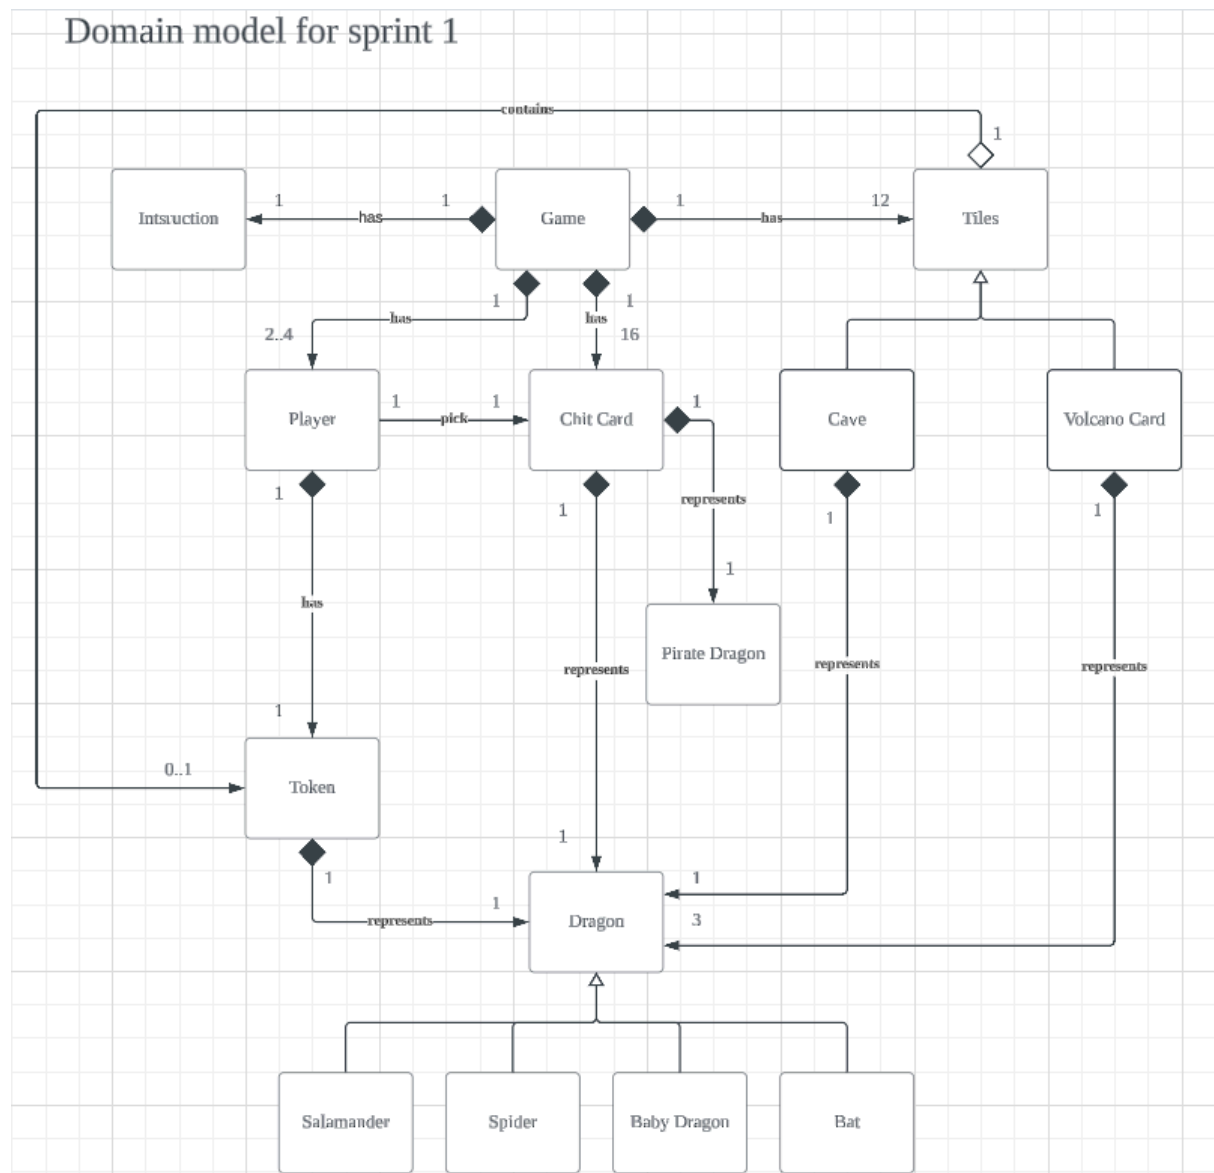 Domain model for sprint 1
contains
1
Intsruction
1
has
1
Game
1
has
12
Tiles
1
has
2..4
1
has
16
Player
1
pick
1
Chit Card
1
Cave
Volcano Card
1
1
represents
1
1
1
has
represents
Pirate Dragon
represents
represents
1
0..1
Token
1
1
represents
1
Dragon
1
3
Salamander
Spider
Baby Dragon
Bat